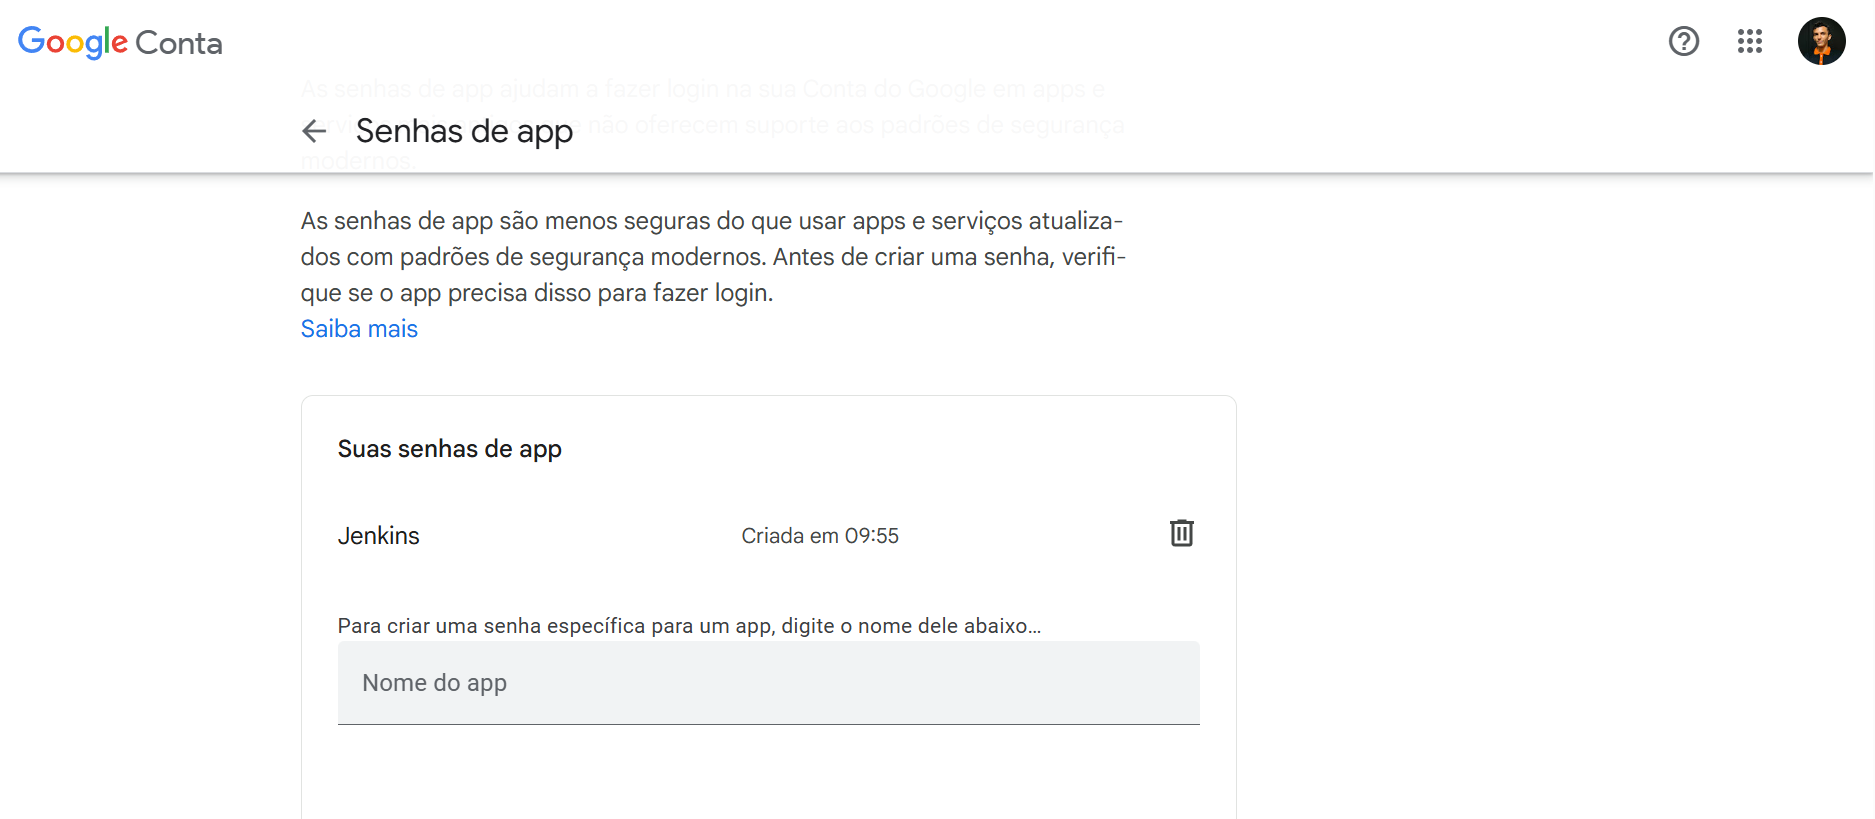 Google Conta
As senhas de app ajudam a fazer login na sua Conta do Google em apps e
não oferecem suporte aos padrões de segurança
modernos.
Senhas de app
As senhas de app são menos seguras do que usar apps e serviços atualiza-
dos com padrões de segurança modernos. Antes de criar uma senha, verifi-
que se o app precisa disso para fazer login.
Saiba mais
Suas senhas de app
Jenkins
Criada em 09:55
Para criar uma senha específica para um app, digite o nome dele abaixo...
Nome do app